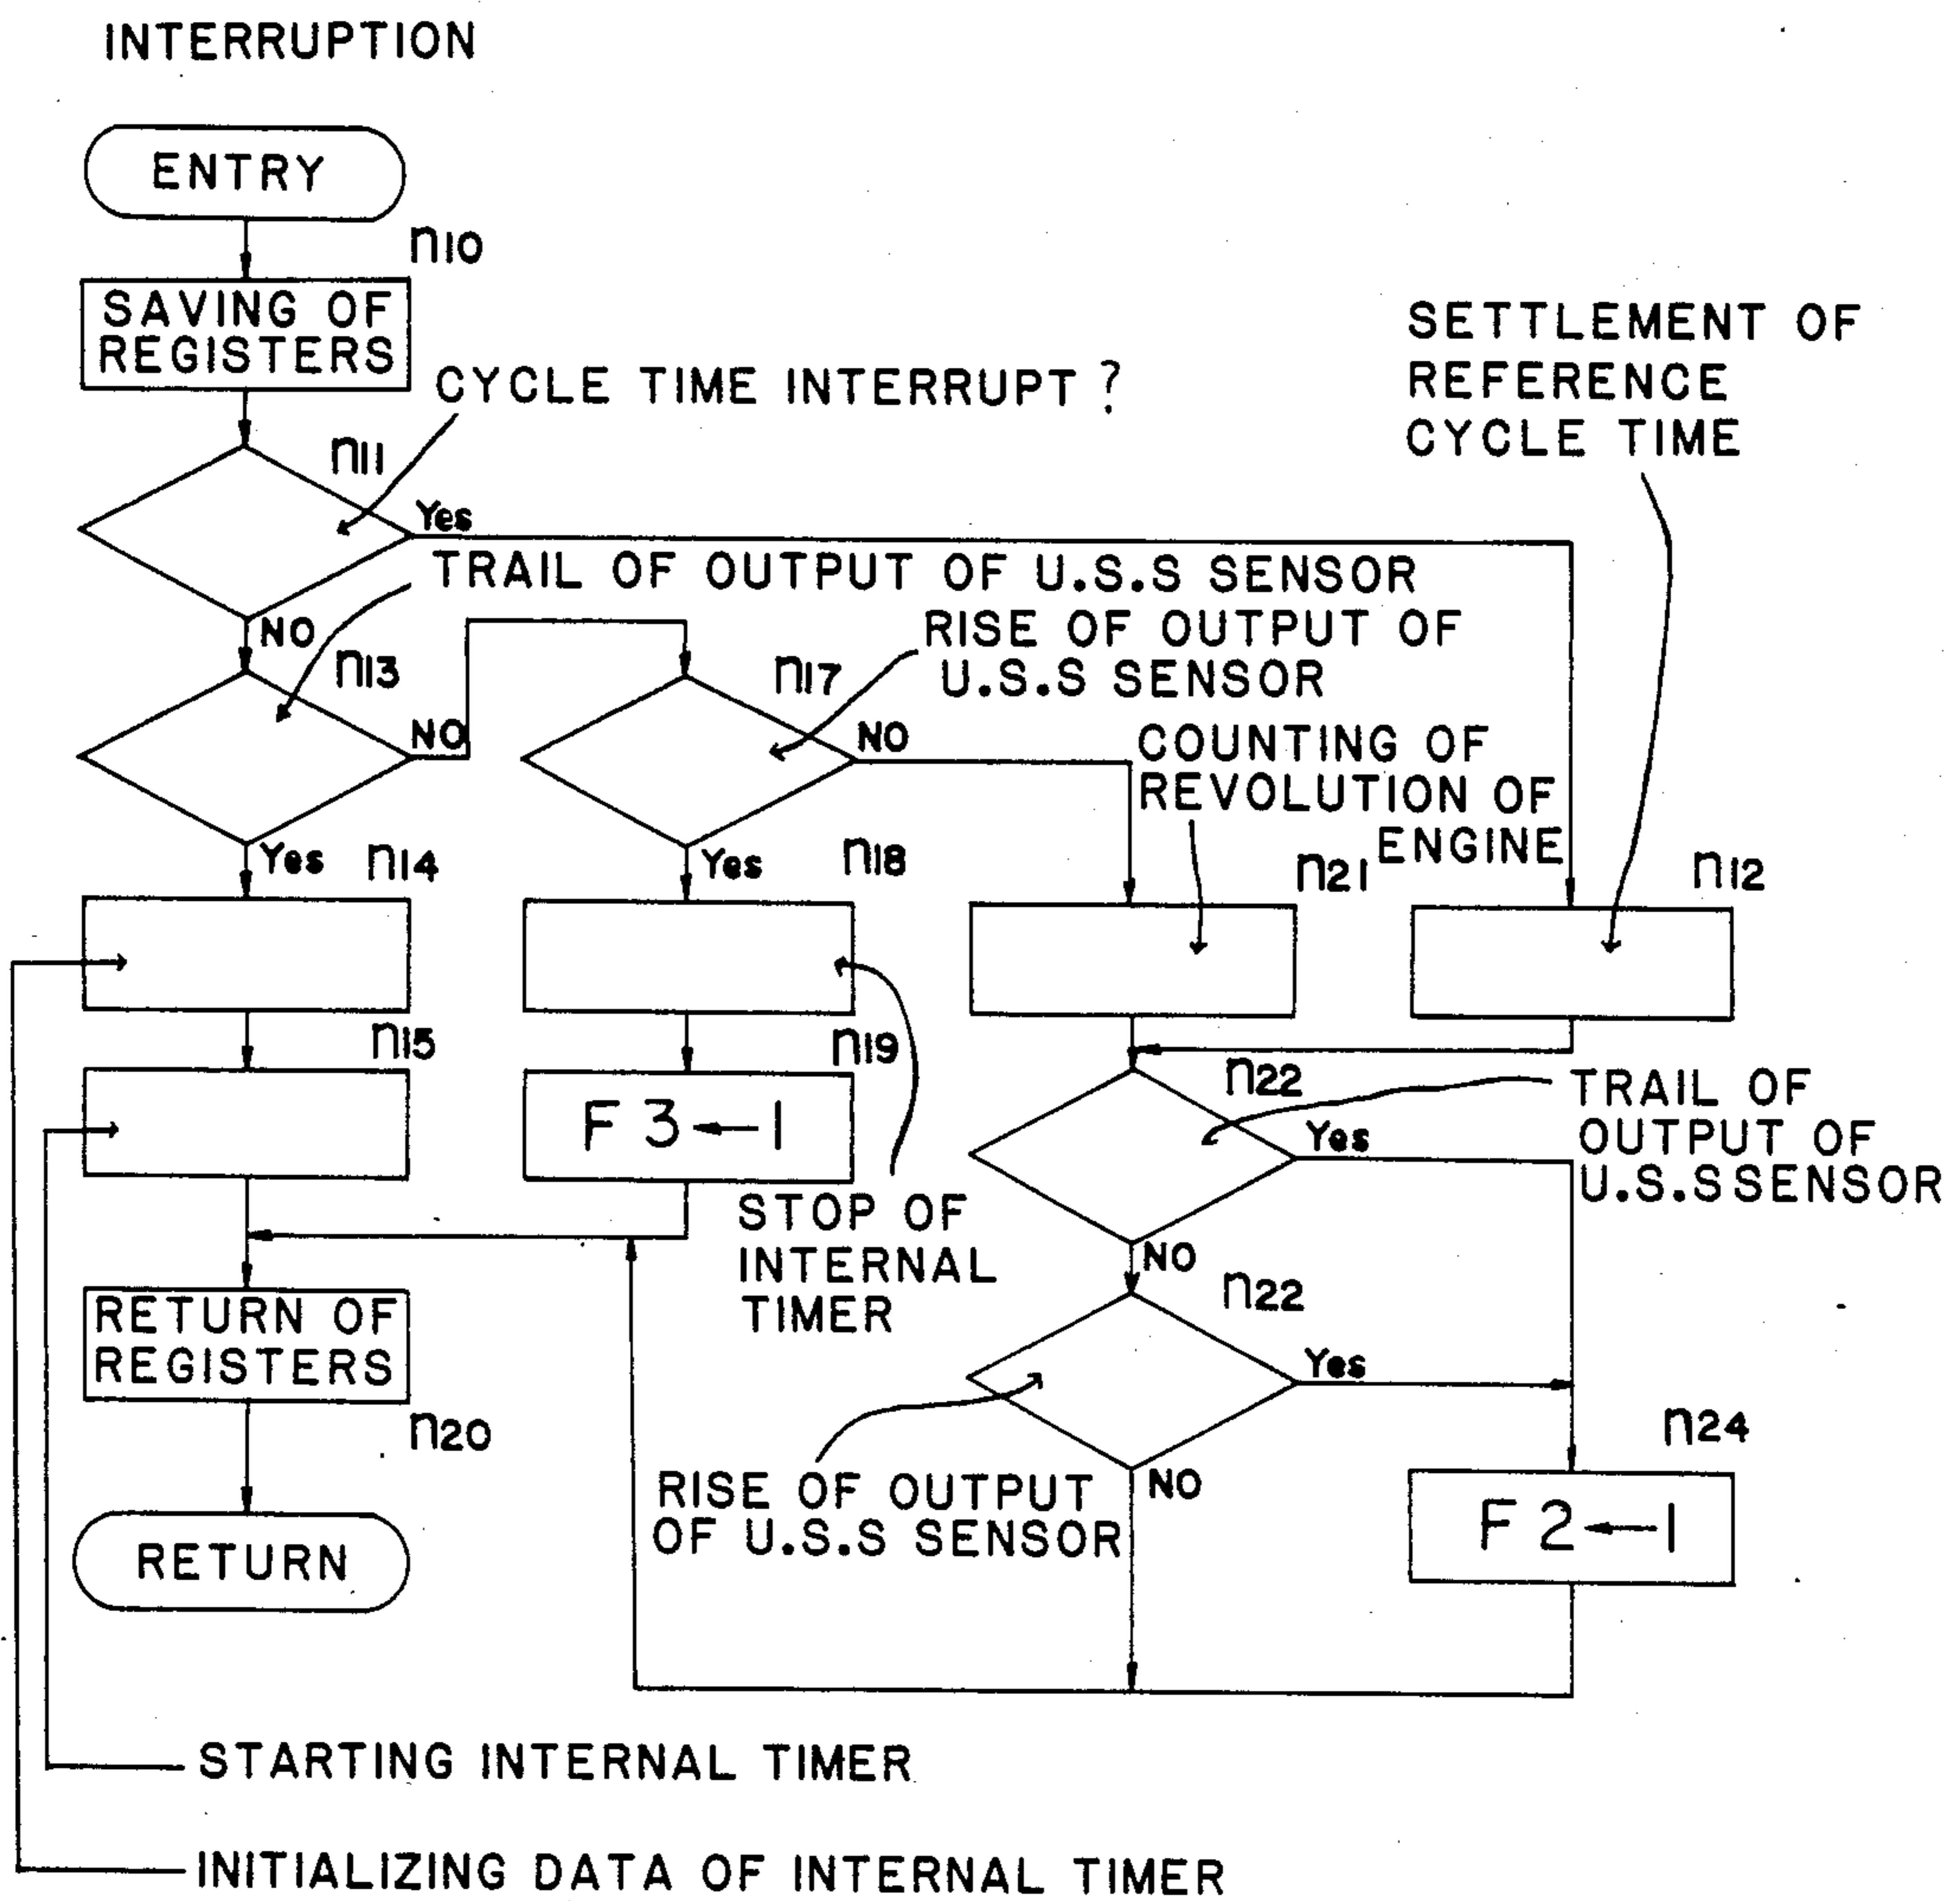 INTERRUPTION
ENTRY
n10
SAVING OF
REGISTERS
CYCLE TIME INTERRUPT ?
SETTLEMENT OF
REFERENCE
CYCLE TIME
n11
Yes
TRAIL OF OUTPUT OF U.S.S SENSOR
NO
n13
RISE OF OUTPUT OF
U.S.S SENSOR
n17
NO
NO
COUNTING OF
REVOLUTION OF
ENGINE
Yes
n14
Yes
n18
n21
n12
n15
n19
F 3←1
n22
TRAIL OF
OUTPUT OF
U.S.S SENSOR
Yes
STOP OF
INTERNAL
TIMER
NO
n22
RETURN OF
REGISTERS
Yes
n20
n24
RISE OF OUTPUT
OF U.S.S SENSOR
NO
F 2←1
RETURN
STARTING INTERNAL TIMER
INITIALIZING DATA OF INTERNAL TIMER